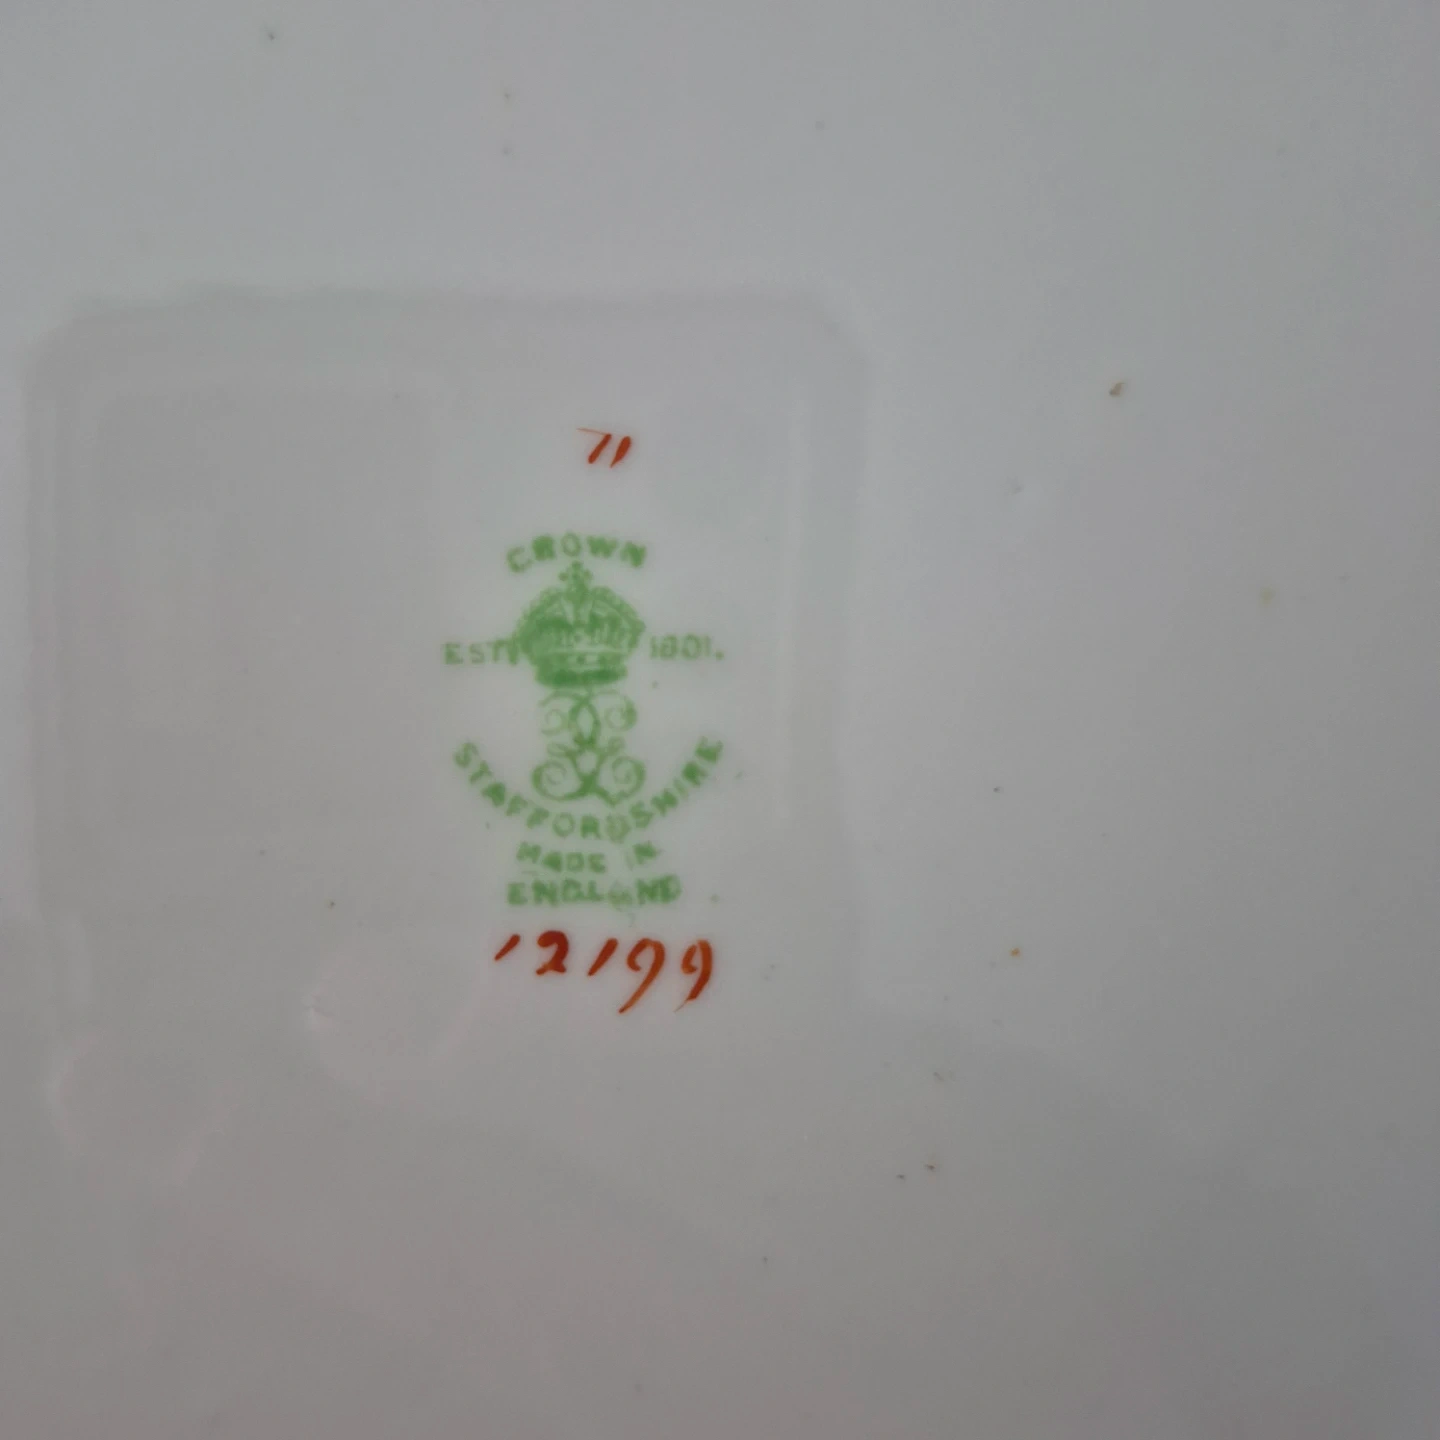 71
CROWN
ESTD 1801.
STAFFORDSHIRE
MADE IN
ENGLAND
12199